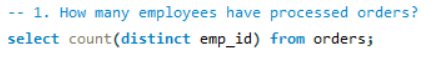 -- 1. How many employees have processed orders?
select count(distinct emp_id) from orders;